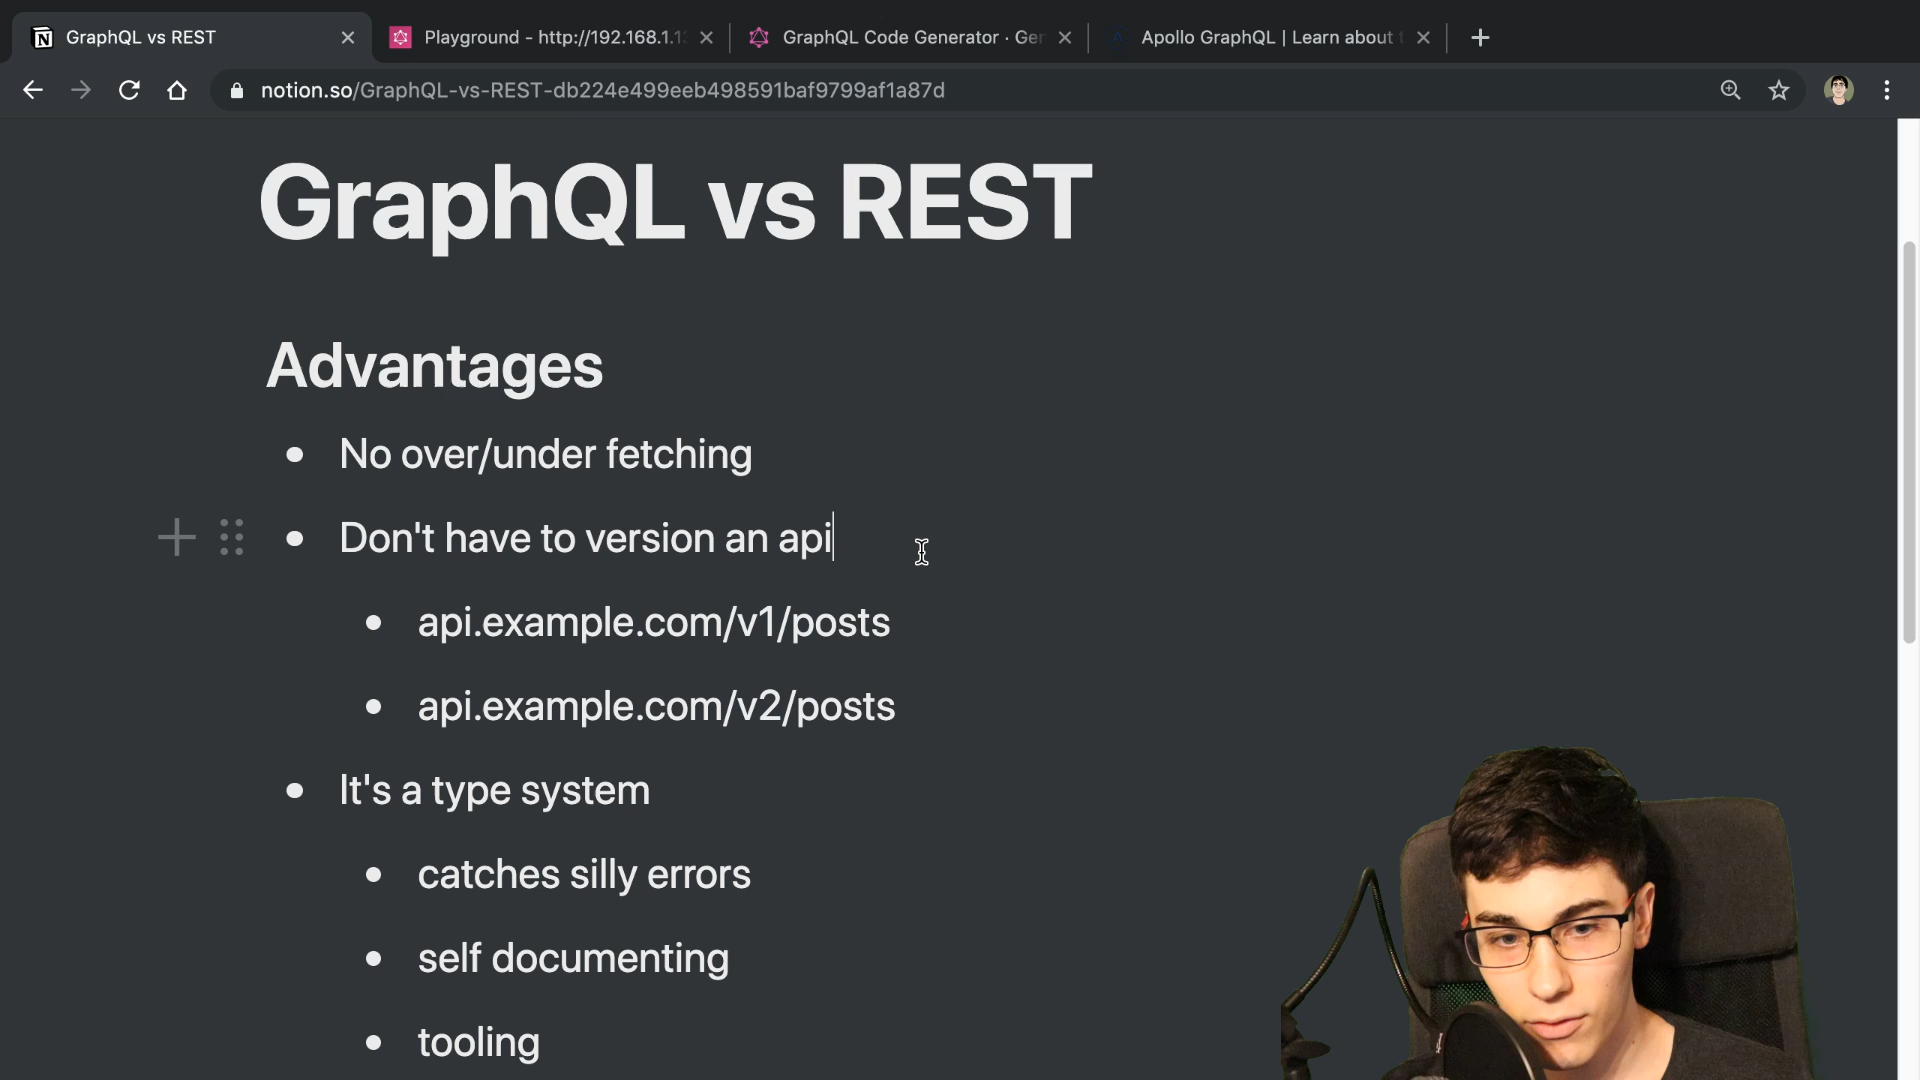 GraphQL vs REST
Playground - http://192.168.1.1
GraphQL Code Generator · Ger
Apollo GraphQL | Learn about
notion.so/GraphQL-vs-REST-db224e499eeb498591baf9799af1a87d
GraphQL vs REST
Advantages
No over/under fetching
Don't have to version an api
api.example.com/v1/posts
api.example.com/v2/posts
It's a type system
catches silly errors
self documenting
tooling